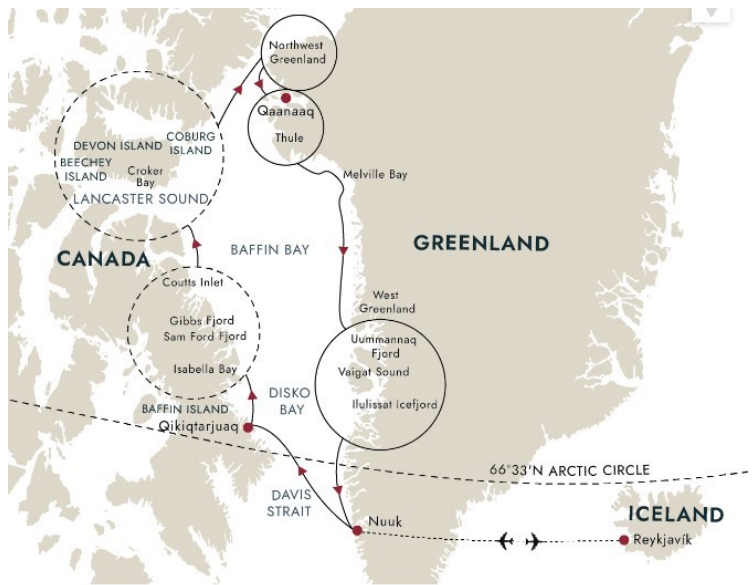 Northwest
Greenland
Qaanaaq
Thule
COBURG
ISLAND
DEVON ISLAND
BEECHEY
ISLAND
Croker
Bay
LANCASTER SOUND
Melville Bay
CANADA
BAFFIN BAY
GREENLAND
Coutts Inlet
Gibbs Fjord
Sam Ford Fjord
Isabella Bay
West
Greenland
Uummannaq
Fjord
Vaigat Sound
Ilulissat Icefjord
DISKO
BAY
BAFFIN ISLAND
Qikiqtarjuaq
66°33'N ARCTIC CIRCLE
DAVIS
STRAIT
Nuuk
ICELAND
Reykjavík